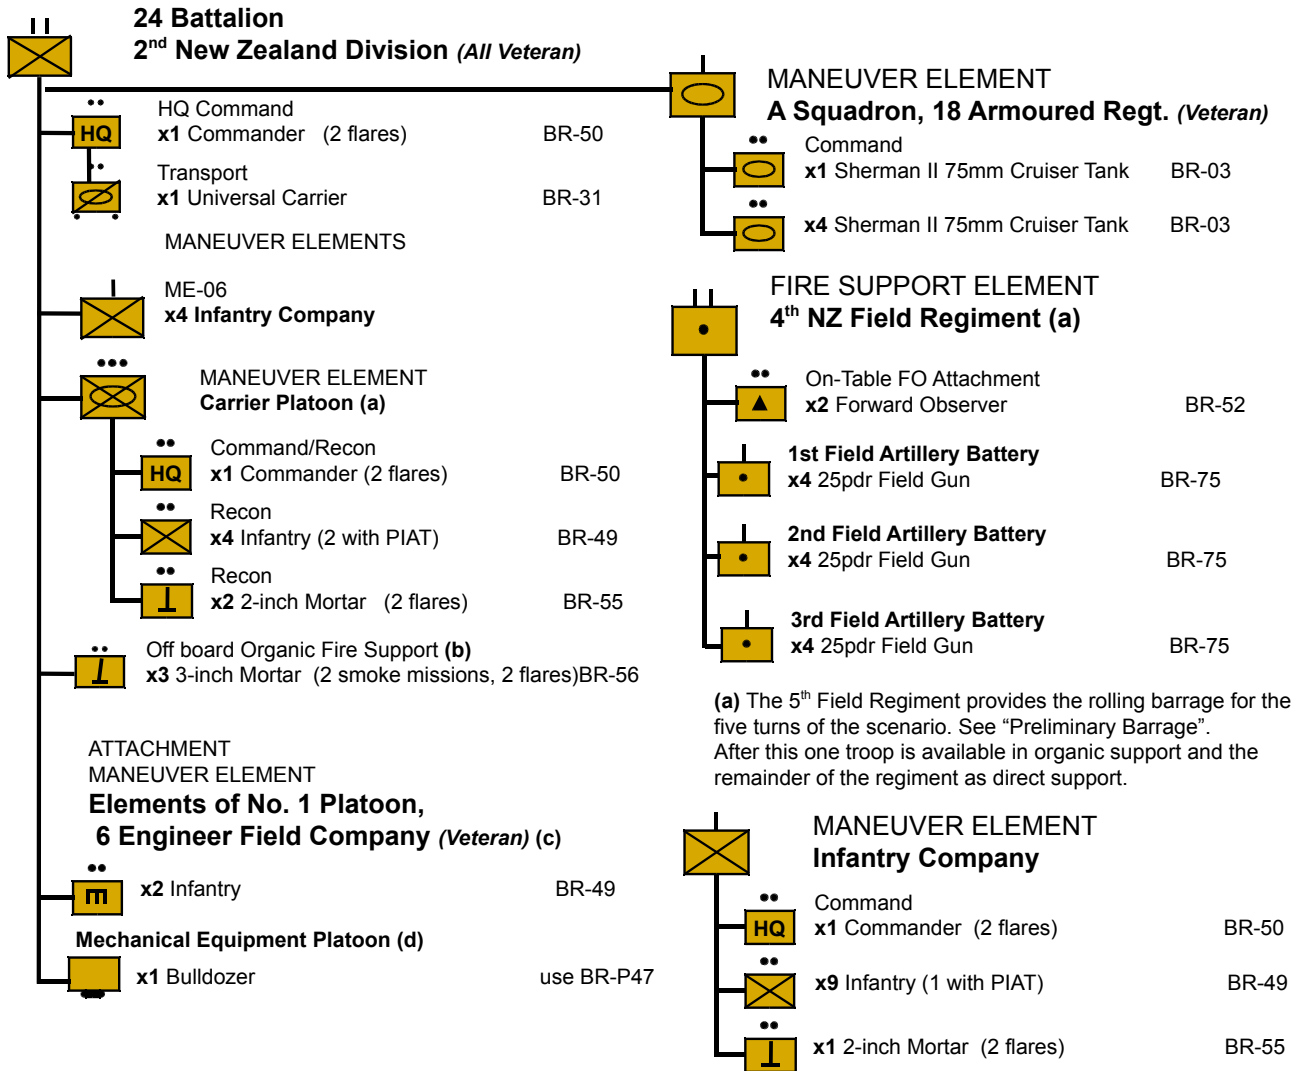 24 Battalion
2nd New Zealand Division (All Veteran)
HQ Command
HQ x1 Commander (2 flares) BR-50
Transport
x1 Universal Carrier BR-31
MANEUVER ELEMENTS
ME-06
x4 Infantry Company
MANEUVER ELEMENT
Carrier Platoon (a)
Command/Recon
HQ x1 Commander (2 flares) BR-50
Recon
x4 Infantry (2 with PIAT) BR-49
Recon
x2 2-inch Mortar (2 flares) BR-55
Off board Organic Fire Support (b)
x3 3-inch Mortar (2 smoke missions, 2 flares)BR-56
ATTACHMENT
MANEUVER ELEMENT
Elements of No. 1 Platoon,
6 Engineer Field Company (Veteran) (c)
x2 Infantry BR-49
Mechanical Equipment Platoon (d)
x1 Bulldozer use BR-P47
MANEUVER ELEMENT
A Squadron, 18 Armoured Regt. (Veteran)
Command
x1 Sherman II 75mm Cruiser Tank BR-03
x4 Sherman II 75mm Cruiser Tank BR-03
FIRE SUPPORT ELEMENT
4th NZ Field Regiment (a)
On-Table FO Attachment
x2 Forward Observer BR-52
1st Field Artillery Battery
x4 25pdr Field Gun BR-75
2nd Field Artillery Battery
x4 25pdr Field Gun BR-75
3rd Field Artillery Battery
x4 25pdr Field Gun BR-75
(a) The 5th Field Regiment provides the rolling barrage for the
five turns of the scenario. See “Preliminary Barrage”.
After this one troop is available in organic support and the
remainder of the regiment as direct support.
MANEUVER ELEMENT
Infantry Company
Command
HQ x1 Commander (2 flares) BR-50
x9 Infantry (1 with PIAT) BR-49
x1 2-inch Mortar (2 flares) BR-55